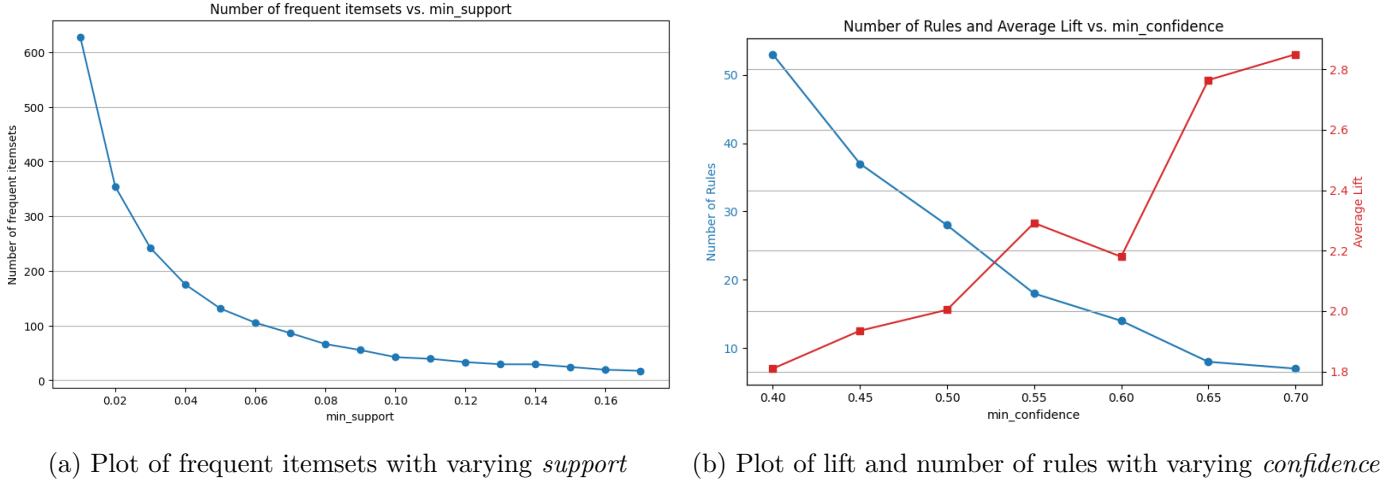 Number of frequent itemsets vs. min_support
Number of frequent itemsets
600
500
400
300
200
100
0
0.02 0.04 0.06 0.08 0.10 0.12 0.14 0.16
min_support
(a) Plot of frequent itemsets with varying support
Number of Rules and Average Lift vs. min_confidence
Number of Rules
50
40
30
20
10
2.8
2.6
2.4
2.2
2.0
1.8
Average Lift
0.40 0.45 0.50 0.55 0.60 0.65 0.70
min_confidence
(b) Plot of lift and number of rules with varying confidence